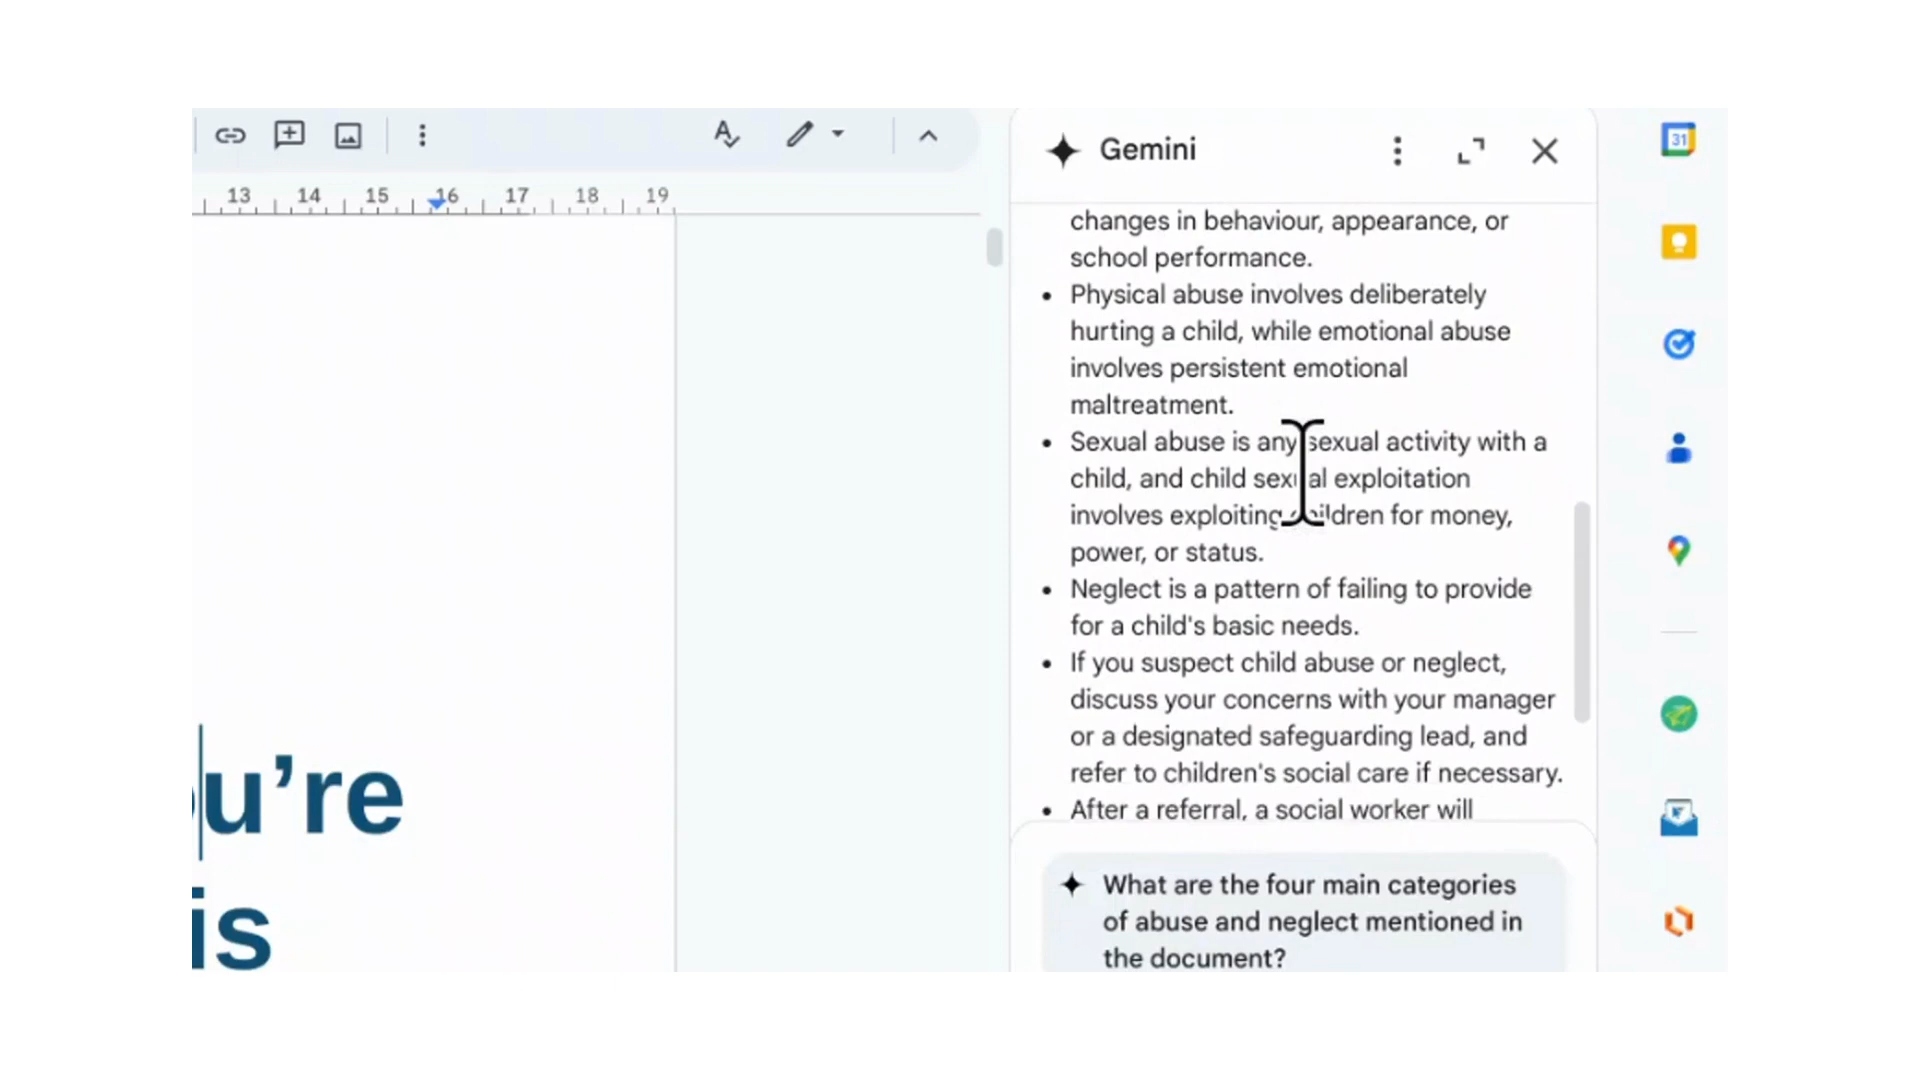 13 14 15 16 17 18 19
u’re
is
Gemini
changes in behaviour, appearance, or
school performance.
• Physical abuse involves deliberately
hurting a child, while emotional abuse
involves persistent emotional
maltreatment.
• Sexual abuse is any sexual activity with a
child, and child sexual exploitation
involves exploiting children for money,
power, or status.
• Neglect is a pattern of failing to provide
for a child's basic needs.
• If you suspect child abuse or neglect,
discuss your concerns with your manager
or a designated safeguarding lead, and
refer to children's social care if necessary.
• After a referral, a social worker will
What are the four main categories
of abuse and neglect mentioned in
the document?
31